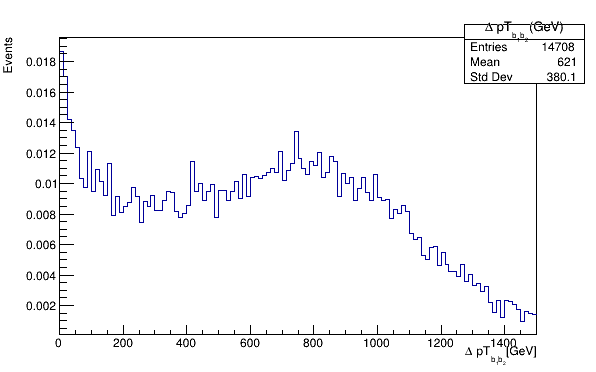 Δ pT_{b_1b_2}(GeV)
Entries 14708
Mean 621
Std Dev 380.1
Events
0.018
0.016
0.014
0.012
0.01
0.008
0.006
0.004
0.002
0 200 400 600 800 1000 1200 1400
Δ pT_{b_1b_2}[GeV]